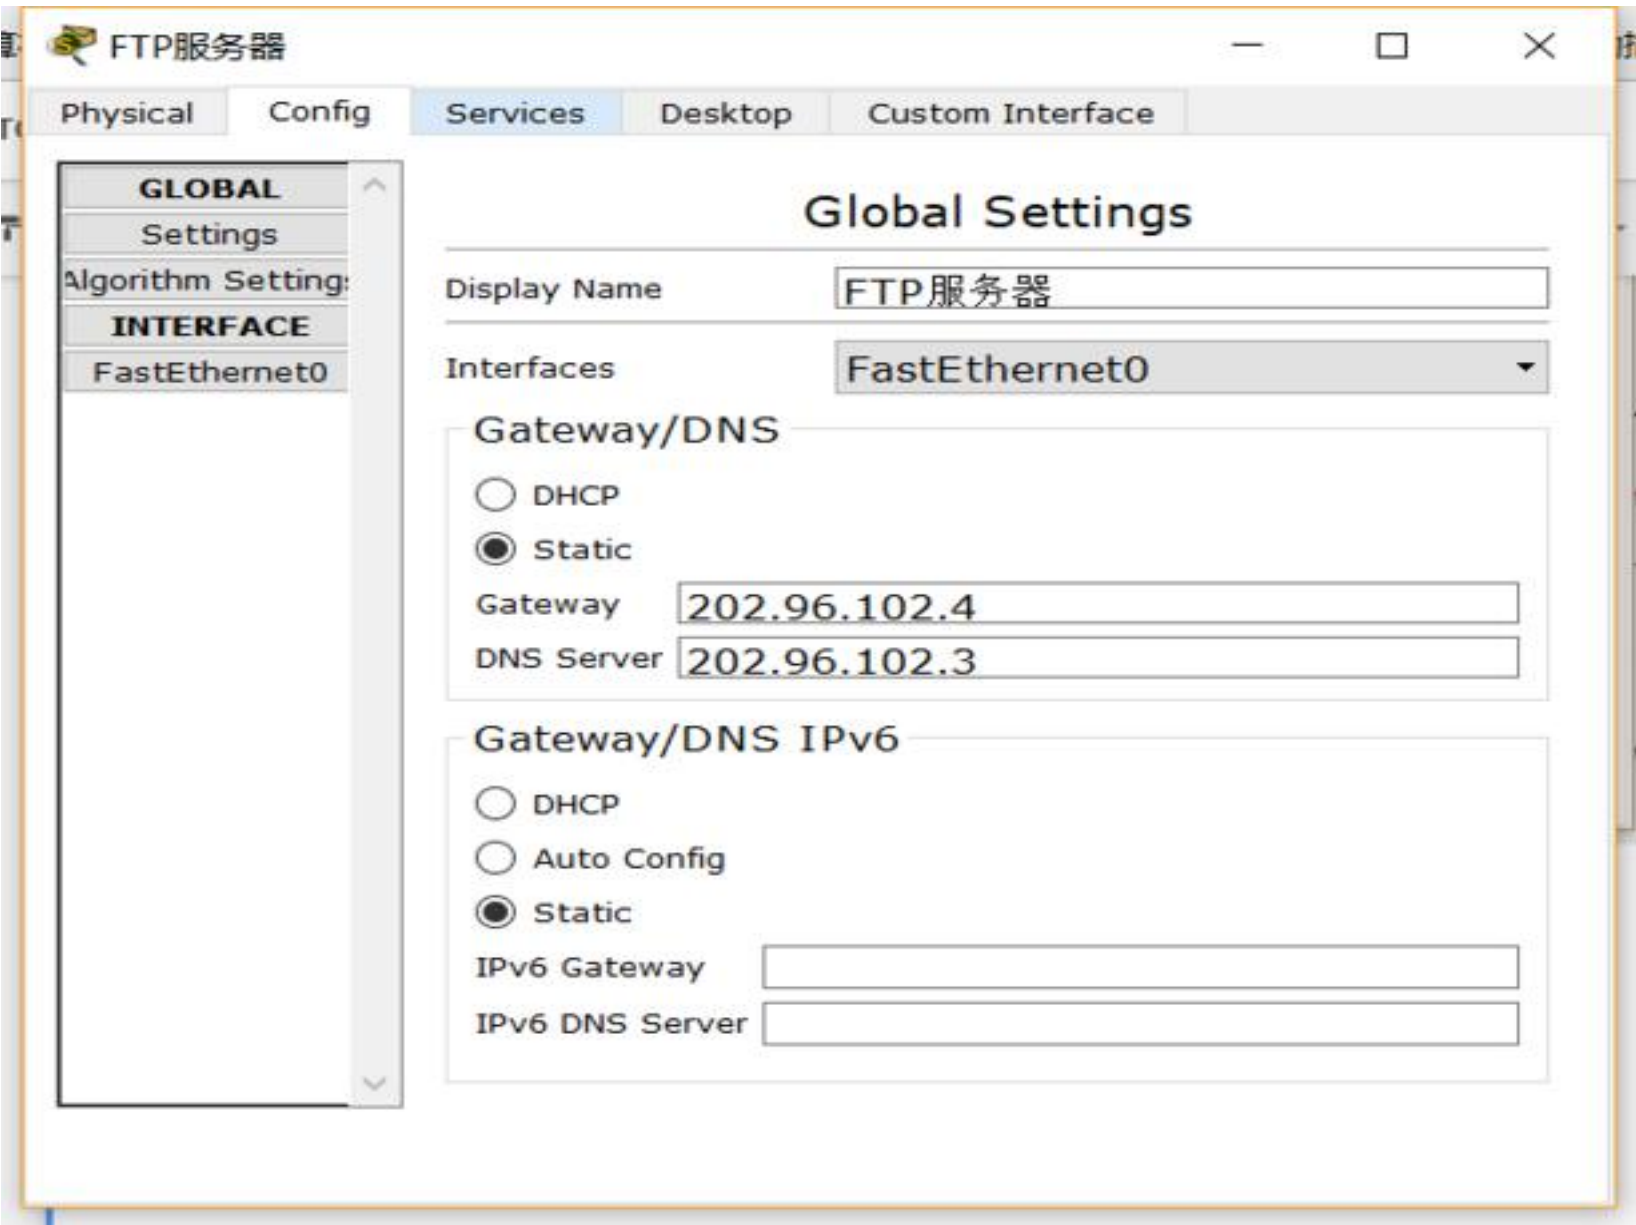 FTP服务器
Physical Config Services Desktop Custom Interface
GLOBAL
Settings
Algorithm Settings
INTERFACE
FastEthernet0
Global Settings
Display Name FTP服务器
Interfaces FastEthernet0
Gateway/DNS
DHCP
Static
Gateway 202.96.102.4
DNS Server 202.96.102.3
Gateway/DNS IPv6
DHCP
Auto Config
Static
IPv6 Gateway
IPv6 DNS Server